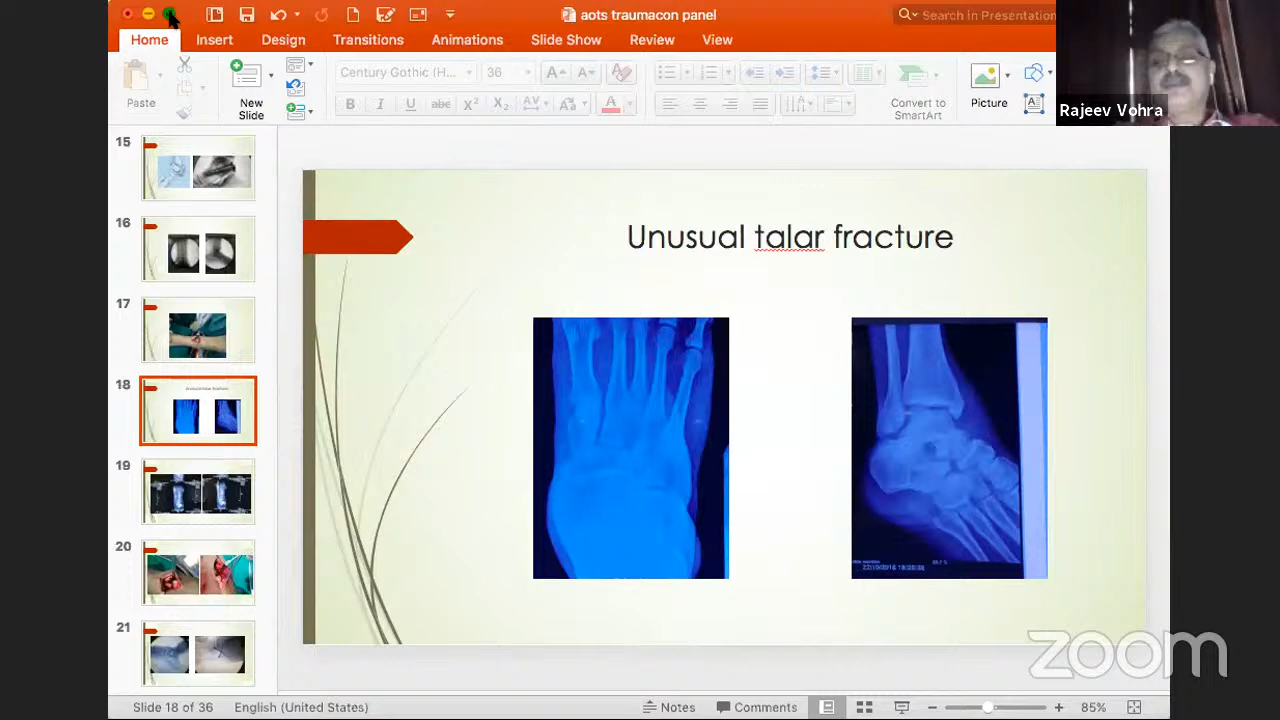 aots traumacon panel
Search in Presentation
Home Insert Design Transitions Animations Slide Show Review View
Paste
New
Slide
Century Gothic (H...
36
Convert to
SmartArt
Picture
Rajeev Vohra
15
16
17
18
19
20
21
Unusual talar fracture
zoom
Slide 18 of 36
English (United States)
Notes
Comments
85%